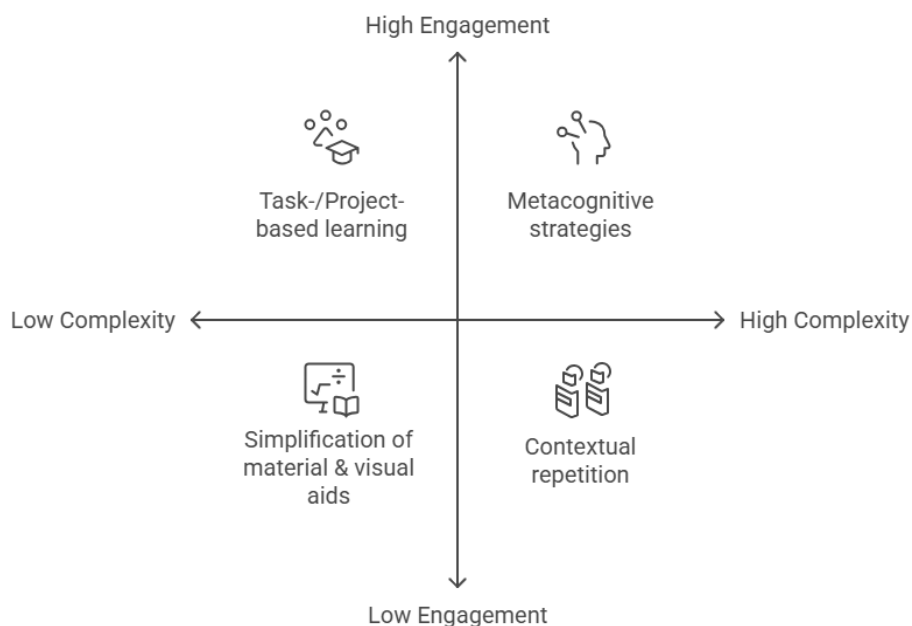 High Engagement
Task-/Project-
based learning
Metacognitive
strategies
Low Complexity
High Complexity
Simplification of
material & visual
aids
Contextual
repetition
Low Engagement